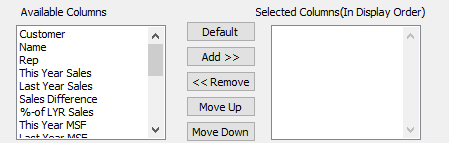 Available Columns
Selected Columns(In Display Order)
Customer
Name
Rep
This Year Sales
Last Year Sales
Sales Difference
%-of LYR Sales
This Year MSF
Last Year MSF
Default
Add >>
<< Remove
Move Up
Move Down